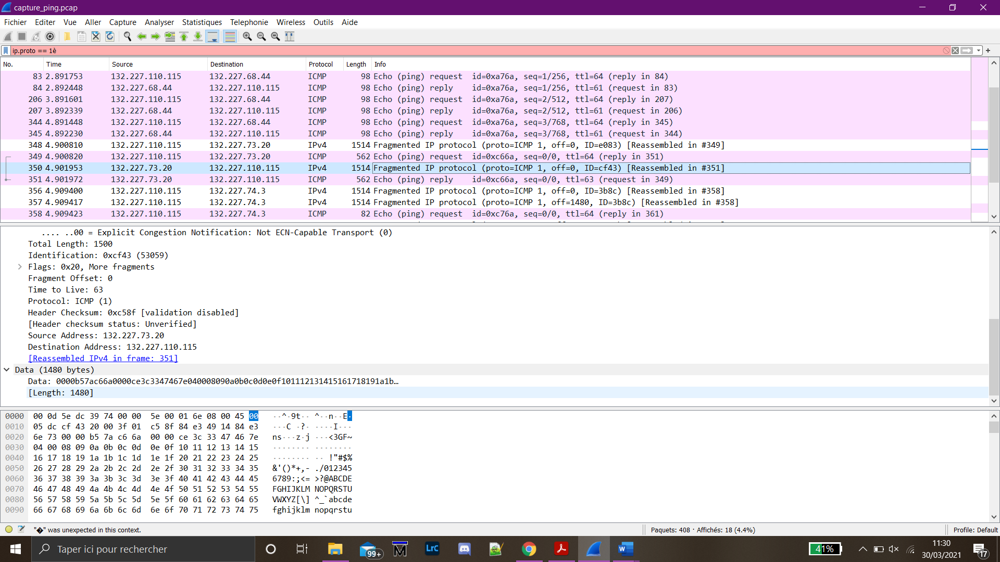 capture_ping.pcap
Fichier Editer Vue Aller Capture Analyser Statistiques Telephonie Wireless Outils Aide
ip.proto == 1è
No. Time Source Destination Protocol Length Info
83 2.891753 132.227.110.115 132.227.68.44 ICMP 98 Echo (ping) request id=0xa76a, seq=1/256, ttl=64 (reply in 84)
84 2.892448 132.227.68.44 132.227.110.115 ICMP 98 Echo (ping) reply id=0xa76a, seq=1/256, ttl=61 (request in 83)
206 3.891601 132.227.110.115 132.227.68.44 ICMP 98 Echo (ping) request id=0xa76a, seq=2/512, ttl=64 (reply in 207)
207 3.892339 132.227.68.44 132.227.110.115 ICMP 98 Echo (ping) reply id=0xa76a, seq=2/512, ttl=61 (request in 206)
344 4.891448 132.227.110.115 132.227.68.44 ICMP 98 Echo (ping) request id=0xa76a, seq=3/768, ttl=64 (reply in 345)
345 4.892230 132.227.68.44 132.227.110.115 ICMP 98 Echo (ping) reply id=0xa76a, seq=3/768, ttl=61 (request in 344)
348 4.900810 132.227.110.115 132.227.73.20 IPv4 1514 Fragmented IP protocol (proto=ICMP 1, off=0, ID=e083) [Reassembled in #349]
349 4.900820 132.227.110.115 132.227.73.20 ICMP 562 Echo (ping) request id=0xc66a, seq=0/0, ttl=64 (reply in 351)
350 4.901953 132.227.73.20 132.227.110.115 IPv4 1514 Fragmented IP protocol (proto=ICMP 1, off=0, ID=cf43) [Reassembled in #351]
351 4.901972 132.227.73.20 132.227.110.115 ICMP 562 Echo (ping) reply id=0xc66a, seq=0/0, ttl=63 (request in 349)
356 4.909400 132.227.110.115 132.227.74.3 IPv4 1514 Fragmented IP protocol (proto=ICMP 1, off=0, ID=3b8c) [Reassembled in #358]
357 4.909417 132.227.110.115 132.227.74.3 IPv4 1514 Fragmented IP protocol (proto=ICMP 1, off=1480, ID=3b8c) [Reassembled in #358]
358 4.909423 132.227.110.115 132.227.74.3 ICMP 82 Echo (ping) request id=0xc76a, seq=0/0, ttl=64 (reply in 361)
.... ..00 = Explicit Congestion Notification: Not ECN-Capable Transport (0)
Total Length: 1500
Identification: 0xcf43 (53059)
Flags: 0x20, More fragments
Fragment Offset: 0
Time to Live: 63
Protocol: ICMP (1)
Header Checksum: 0xc58f [validation disabled]
[Header checksum status: Unverified]
Source Address: 132.227.73.20
Destination Address: 132.227.110.115
[Reassembled IPv4 in frame: 351]
Data (1480 bytes)
Data: 0000b57ac66a0000ce3c3347467e040008090a0b0c0d0e0f101112131415161718191a1b…
[Length: 1480]
0000 00 0d 5e dc 39 74 00 00 5e 00 01 6e 08 00 45 00 ··^·9t·· ^··n··E·
0010 05 dc cf 43 20 00 3f 01 c5 8f 84 e3 49 14 84 e3 ···C ·?· ····I···
0020 6e 73 00 00 b5 7a c6 6a 00 00 ce 3c 33 47 46 7e ns···z·j ···<3GF~
0030 04 00 08 09 0a 0b 0c 0d 0e 0f 10 11 12 13 14 15 ········ ········
0040 16 17 18 19 1a 1b 1c 1d 1e 1f 20 21 22 23 24 25 ········ ·· !"#$%
0050 26 27 28 29 2a 2b 2c 2d 2e 2f 30 31 32 33 34 35 &'()*+,- ./012345
0060 36 37 38 39 3a 3b 3c 3d 3e 3f 40 41 42 43 44 45 6789:;<= >?@ABCDE
0070 46 47 48 49 4a 4b 4c 4d 4e 4f 50 51 52 53 54 55 FGHIJKLM NOPQRSTU
0080 56 57 58 59 5a 5b 5c 5d 5e 5f 60 61 62 63 64 65 VWXYZ[\] ^_`abcde
0090 66 67 68 69 6a 6b 6c 6d 6e 6f 70 71 72 73 74 75 fghijklm nopqrstu
"�" was unexpected in this context.
Paquets: 408 · Affichés: 18 (4.4%)
Profile: Default
Taper ici pour rechercher
99+
M
LrC
W
41%
11:30
30/03/2021
17